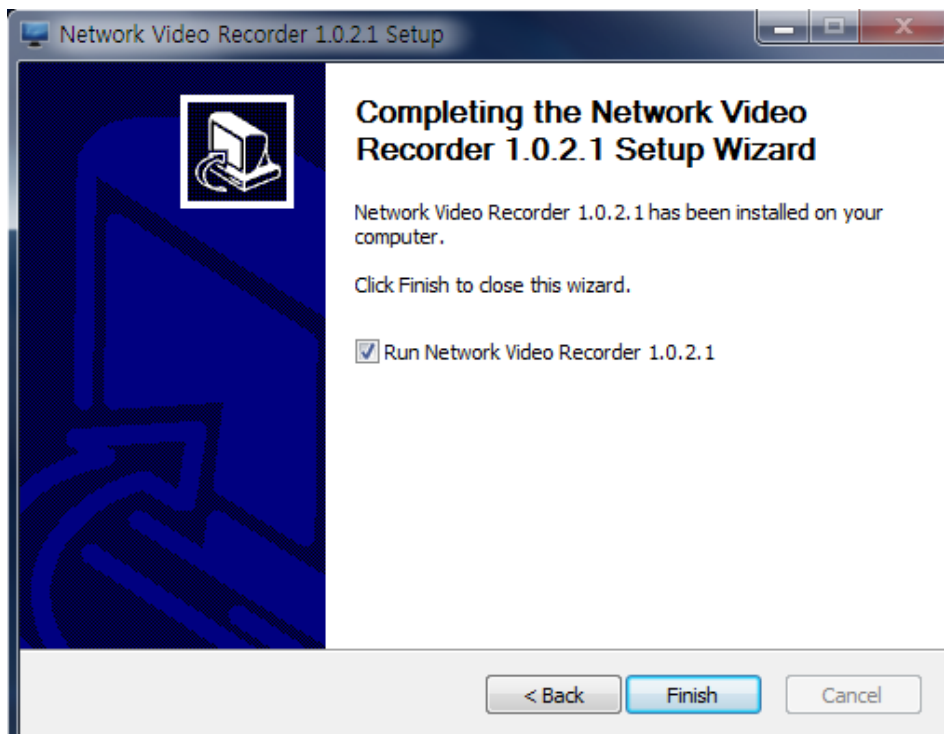 Network Video Recorder 1.0.2.1 Setup
Completing the Network Video
Recorder 1.0.2.1 Setup Wizard
Network Video Recorder 1.0.2.1 has been installed on your
computer.
Click Finish to close this wizard.
Run Network Video Recorder 1.0.2.1
< Back
Finish
Cancel